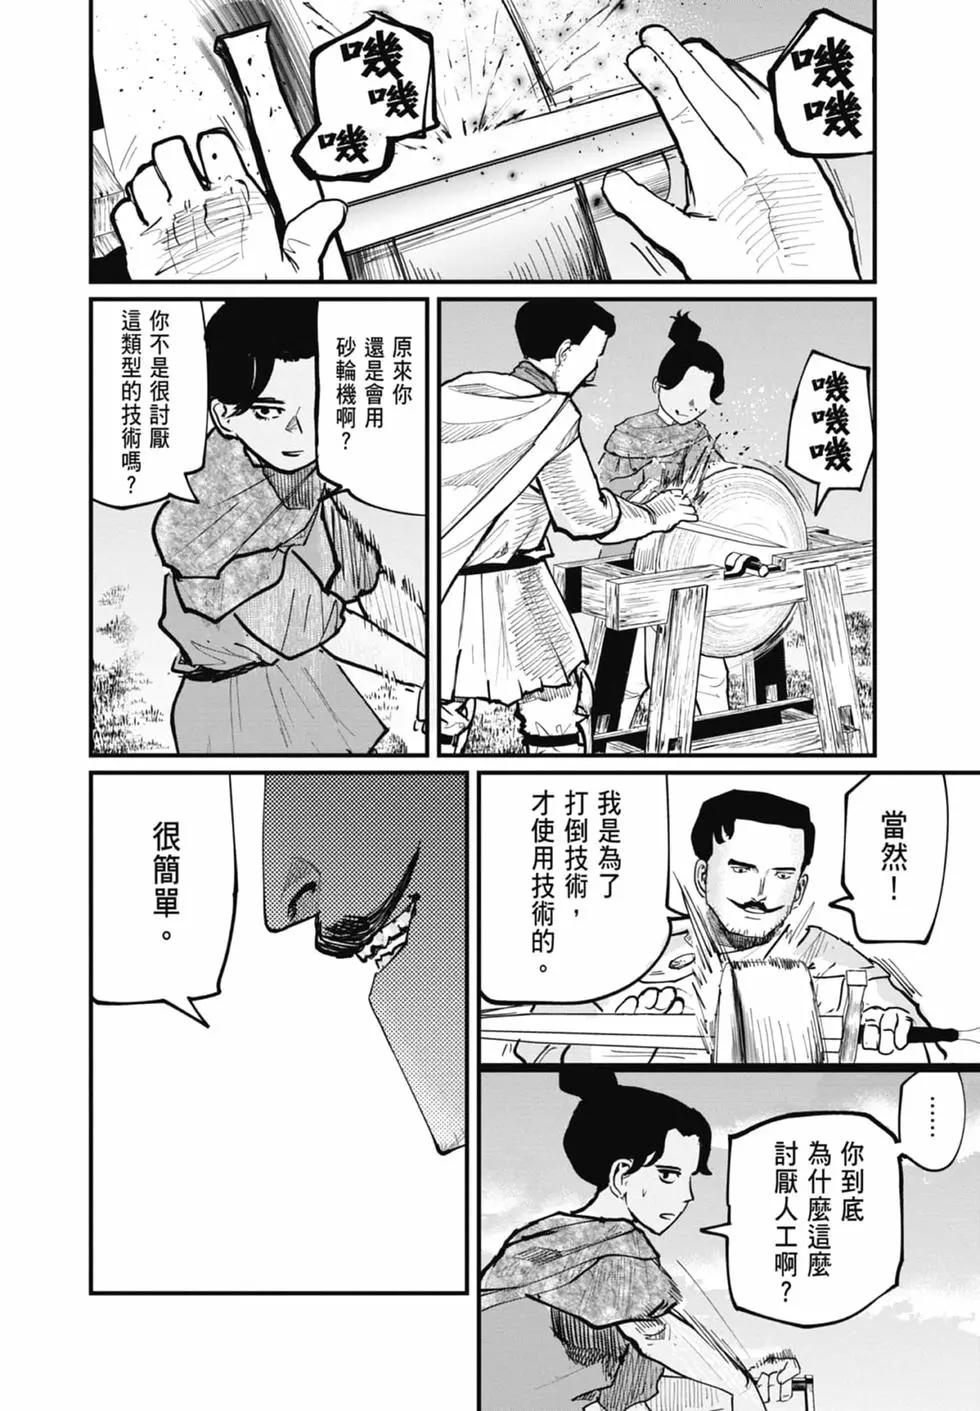 嘰
嘰
嘰
嘰
嘰
嘰
嘰
嘰
原來你
還是會用
砂輪機啊？
你不是很討厭
這類型的技術嗎？
當然！
我是為了
打倒技術，
才使用技術的。
……
你到底
為什麼這麼
討厭人工啊？
很簡單。